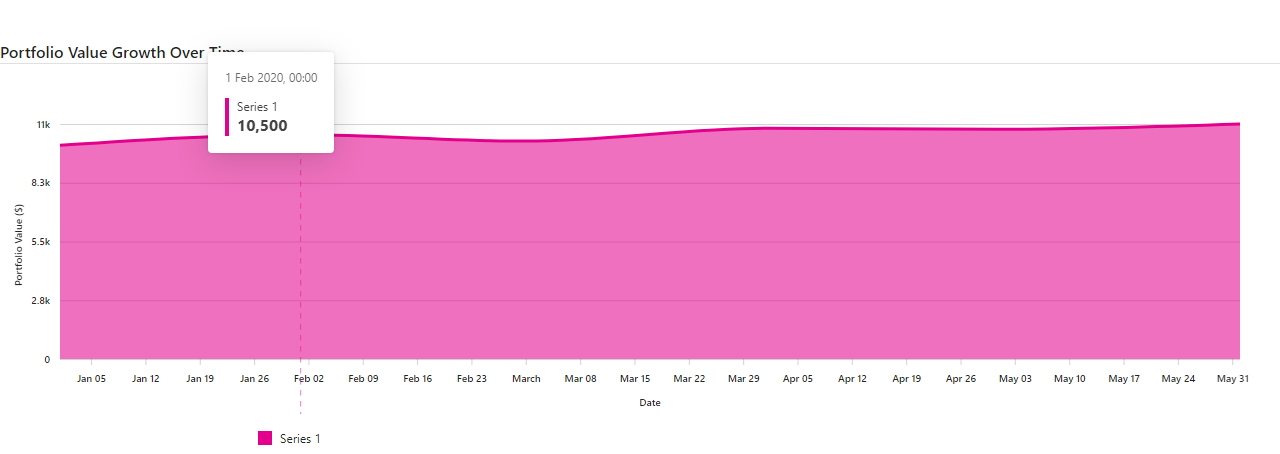 Portfolio Value Growth Over Time
1 Feb 2020, 00:00
Series 1
10,500
11k
8.3k
5.5k
2.8k
0
Portfolio Value ($)
Jan 05 Jan 12 Jan 19 Jan 26 Feb 02 Feb 09 Feb 16 Feb 23 March Mar 08 Mar 15 Mar 22 Mar 29 Apr 05 Apr 12 Apr 19 Apr 26 May 03 May 10 May 17 May 24 May 31
Date
Series 1